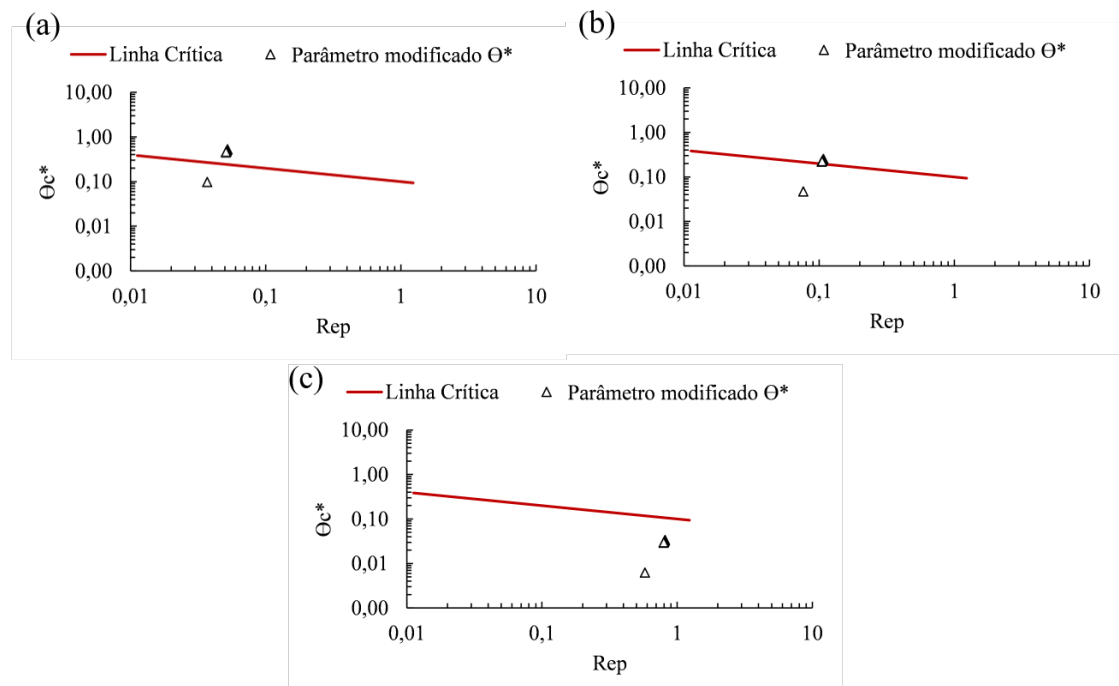 (a)
Linha Crítica Parâmetro modificado ϴ*
10,00
1,00
0,10
0,01
0,00
ϴc*
0,01 0,1 1 10
Rep
(b)
Linha Crítica Parâmetro modificado ϴ*
10,00
1,00
0,10
0,01
0,00
ϴc*
0,01 0,1 1 10
Rep
(c)
Linha Crítica Parâmetro modificado ϴ*
10,00
1,00
0,10
0,01
0,00
ϴc*
0,01 0,1 1 10
Rep